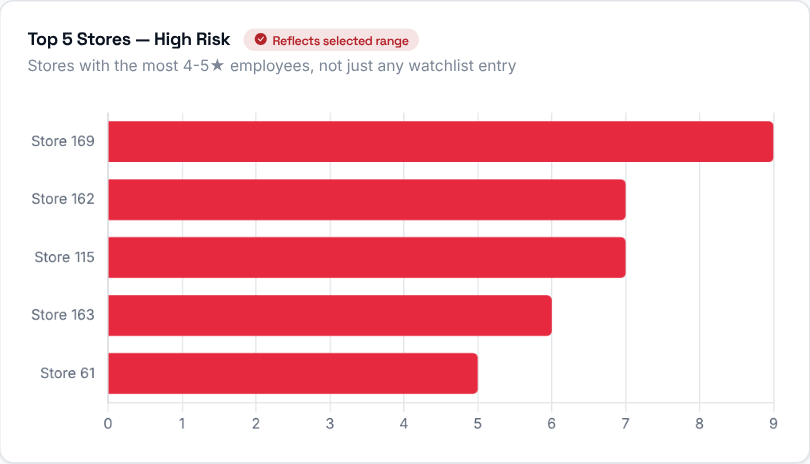 Top 5 Stores — High Risk
Reflects selected range
Stores with the most 4-5★ employees, not just any watchlist entry
Store 169
Store 162
Store 115
Store 163
Store 61
0 1 2 3 4 5 6 7 8 9